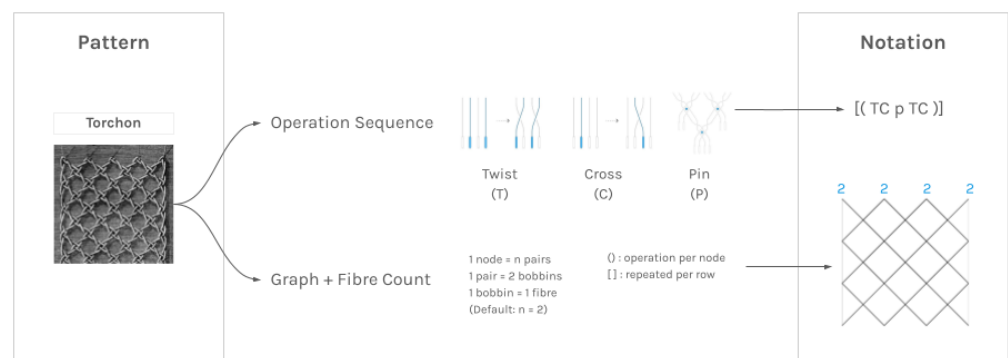 Pattern
Torchon
Operation Sequence
Twist
(T)
Cross
(C)
Pin
(P)
Graph + Fibre Count
1 node = n pairs
1 pair = 2 bobbins
1 bobbin = 1 fibre
(Default: n = 2)
() : operation per node
[ ] : repeated per row
Notation
[( TC p TC )]
2 2 2 2